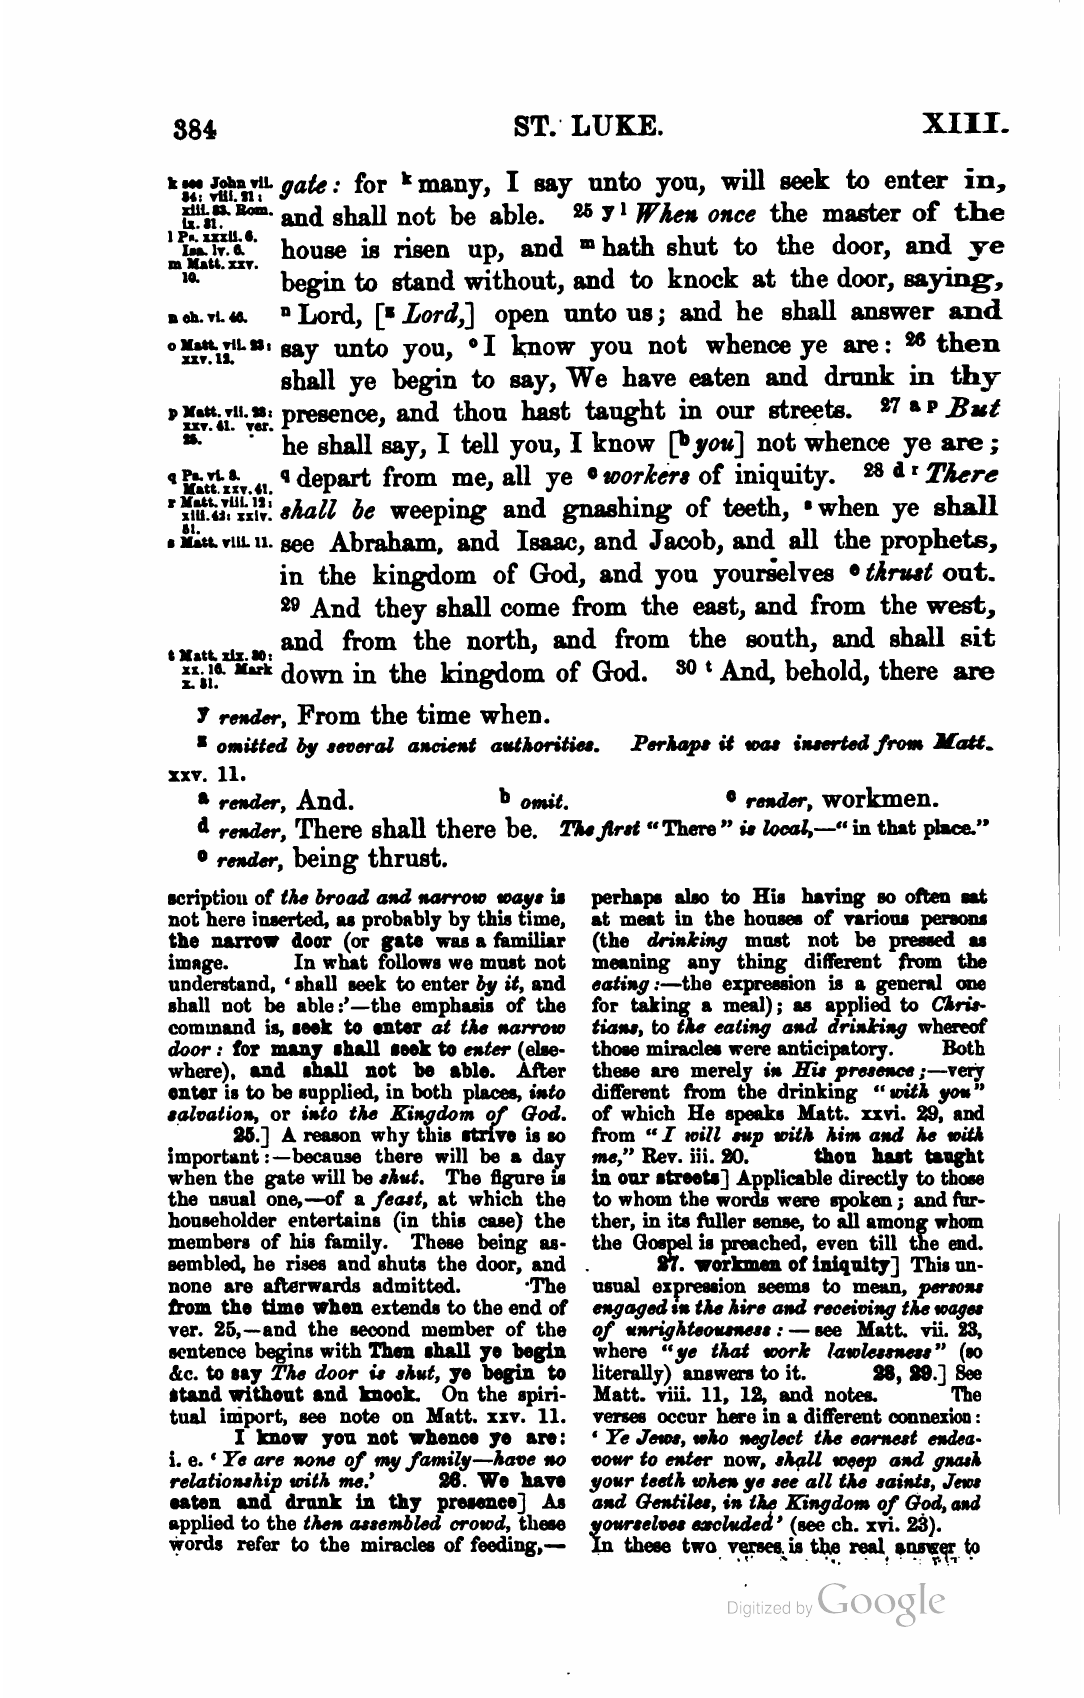 384 ST. LUKE. XIII.
k see John vii.
34: viii. 21:
xiii. 33. Rom.
ix. 31.
l Ps. xxxii. 6.
Isa. lv. 6.
m Matt. xxv.
10.
n ch. vi. 46.
o Matt. vii. 23:
xxv. 12.
p Matt. vii. 23:
xxv. 41. ver.
25.
q Ps. vi. 8.
Matt. xxv. 41.
r Matt. viii. 12:
xiii. 42: xxiv.
51.
s Matt. viii. 11.
t Matt. xix. 30:
xx. 16. Mark
x. 31.
gate: for k many, I say unto you, will seek to enter in,
and shall not be able. 25 y l When once the master of the
house is risen up, and m hath shut to the door, and ye
begin to stand without, and to knock at the door, saying,
n Lord, [z Lord,] open unto us; and he shall answer and
say unto you, o I know you not whence ye are: 26 then
shall ye begin to say, We have eaten and drunk in thy
presence, and thou hast taught in our streets. 27 a p But
he shall say, I tell you, I know [b you] not whence ye are;
q depart from me, all ye c workers of iniquity. 28 d r There
shall be weeping and gnashing of teeth, s when ye shall
see Abraham, and Isaac, and Jacob, and all the prophets,
in the kingdom of God, and you yourselves e thrust out.
29 And they shall come from the east, and from the west,
and from the north, and from the south, and shall sit
down in the kingdom of God. 30 t And, behold, there are
y render, From the time when.
z omitted by several ancient authorities. Perhaps it was inserted from Matt.
xxv. 11.
a render, And. b omit. c render, workmen.
d render, There shall there be. The first “There” is local,—“in that place.”
e render, being thrust.
scription of the broad and narrow ways is
not here inserted, as probably by this time,
the narrow door (or gate was a familiar
image. In what follows we must not
understand, ‘shall seek to enter by it, and
shall not be able:’—the emphasis of the
command is, seek to enter at the narrow
door: for many shall seek to enter (else-
where), and shall not be able. After
enter is to be supplied, in both places, into
salvation, or into the Kingdom of God.
25.] A reason why this strive is so
important:—because there will be a day
when the gate will be shut. The figure is
the usual one,—of a feast, at which the
householder entertains (in this case) the
members of his family. These being as-
sembled, he rises and shuts the door, and
none are afterwards admitted. The
from the time when extends to the end of
ver. 25,—and the second member of the
sentence begins with Then shall ye begin
&c. to say The door is shut, ye begin to
stand without and knock. On the spiri-
tual import, see note on Matt. xxv. 11.
I know you not whence ye are:
i. e. ‘Ye are none of my family—have no
relationship with me.’ 26. We have
eaten and drunk in thy presence] As
applied to the then assembled crowd, these
words refer to the miracles of feeding,—
perhaps also to His having so often sat
at meat in the houses of various persons
(the drinking must not be pressed as
meaning any thing different from the
eating:—the expression is a general one
for taking a meal); as applied to Chris-
tians, to the eating and drinking whereof
those miracles were anticipatory. Both
these are merely in His presence;—very
different from the drinking “with you”
of which He speaks Matt. xxvi. 29, and
from “I will sup with him and he with
me,” Rev. iii. 20. thou hast taught
in our streets] Applicable directly to those
to whom the words were spoken; and fur-
ther, in its fuller sense, to all among whom
the Gospel is preached, even till the end.
27. workmen of iniquity] This un-
usual expression seems to mean, persons
engaged in the hire and receiving the wages
of unrighteousness:—see Matt. vii. 23,
where “ye that work lawlessness” (so
literally) answers to it. 28, 29.] See
Matt. viii. 11, 12, and notes. The
verses occur here in a different connexion:
‘Ye Jews, who neglect the earnest endea-
vour to enter now, shall weep and gnash
your teeth when ye see all the saints, Jews
and Gentiles, in the Kingdom of God, and
yourselves excluded’ (see ch. xvi. 23).
In these two verses is the real answer to
Digitized by Google